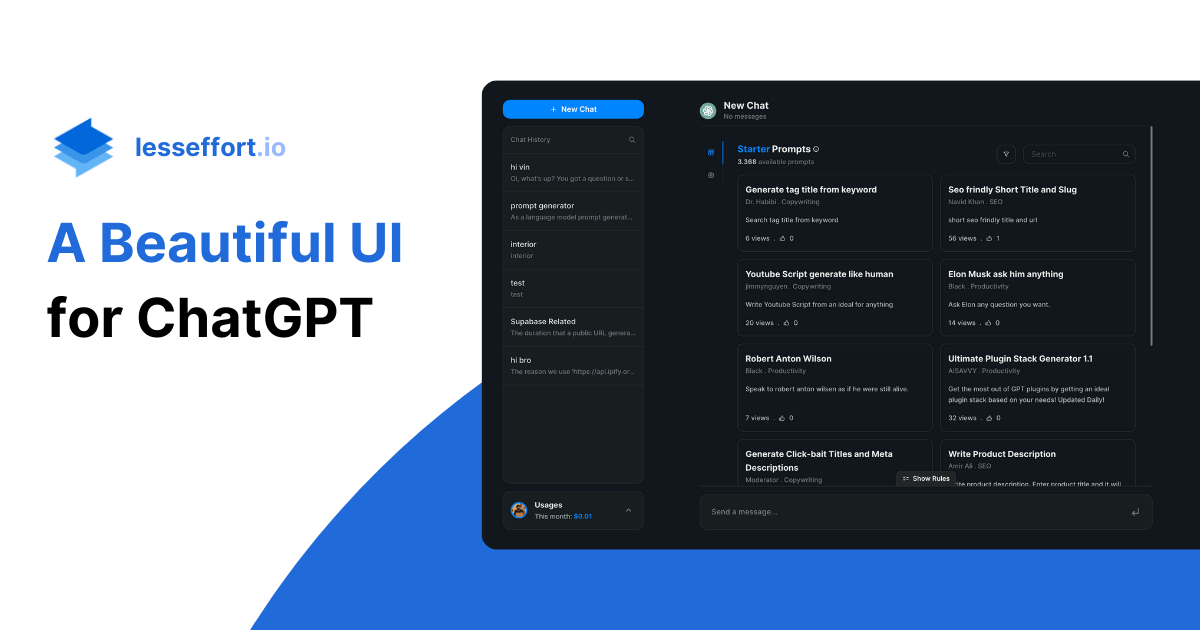 lesseffort.io
A Beautiful UI
for ChatGPT
+ New Chat
Chat History
hi vin
Oi, what's up? You got a question or s...
prompt generator
As a language model prompt generat...
interior
interior
test
test
Supabase Related
The duration that a public URL genera...
hi bro
The reason we use 'https://api.ipify.or...
Usages
This month: $0.01
New Chat
No messages
Starter Prompts
3.368 available prompts
Search
Generate tag title from keyword
Dr. Habibi . Copywriting
Search tag title from keyword
6 views . 0
Seo frindly Short Title and Slug
Navid Khan . SEO
short seo frindly title and url
56 views . 1
Youtube Script generate like human
jimmynguyen . Copywriting
Write Youtube Script from an ideal for anything
20 views . 0
Elon Musk ask him anything
Black . Productivity
Ask Elon any question you want.
14 views . 0
Robert Anton Wilson
Black . Productivity
Speak to robert anton wilsen as if he were still alive.
7 views . 0
Ultimate Plugin Stack Generator 1.1
AISAVVY . Productivity
Get the most out of GPT plugins by getting an ideal
plugin stack based on your needs! Updated Daily!
32 views . 0
Generate Click-bait Titles and Meta
Descriptions
Moderator . Copywriting
Write Product Description
Amir Ali . SEO
product description. Enter product title and it will
Show Rules
Send a message...